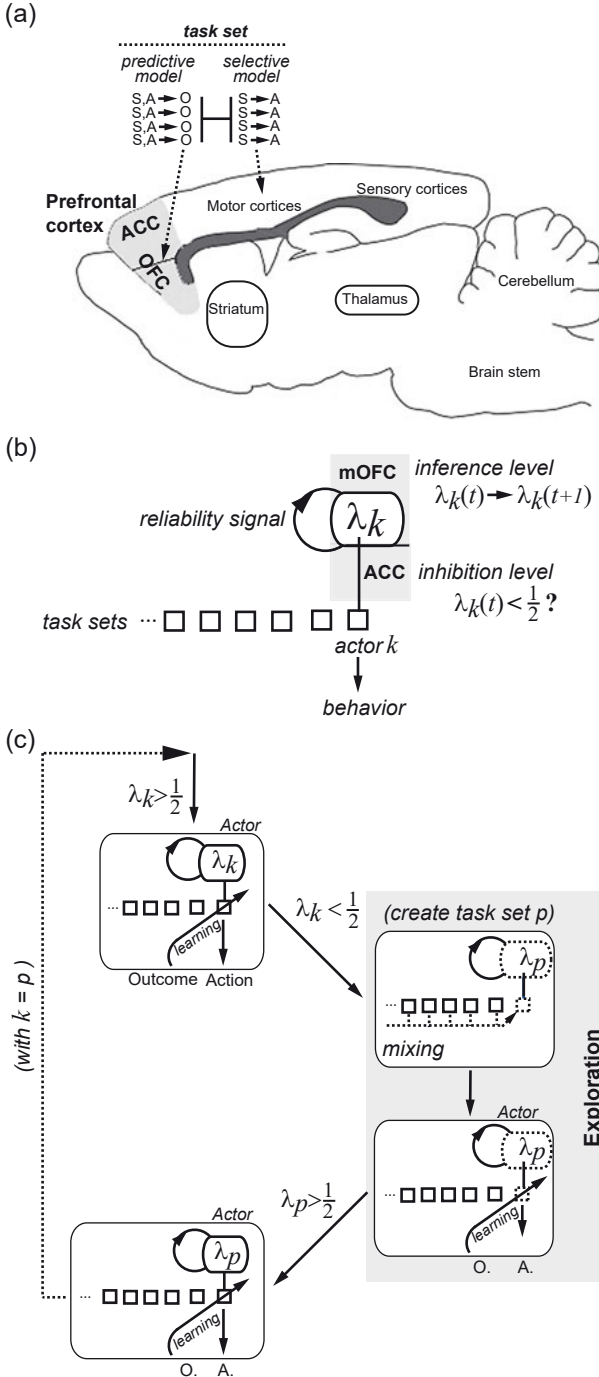 (a)
task set
predictive model
selective model
S,A→O S→A
S,A→O S→A
S,A→O S→A
S,A→O S→A
Prefrontal cortex
ACC
OFC
Motor cortices
Sensory cortices
Striatum
Thalamus
Cerebellum
Brain stem
(b)
mOFC
inference level
λk(t)→λk(t+1)
reliability signal
λk
ACC
inhibition level
λk(t)<1/2 ?
task sets ...
actor k
behavior
(c)
λk>1/2
Actor
λk
...
learning
Outcome Action
λk<1/2
(create task set p)
λp
...
mixing
Exploration
Actor
λp
...
learning
O. A.
λp>1/2
Actor
λp
...
learning
O. A.
(with k = p)